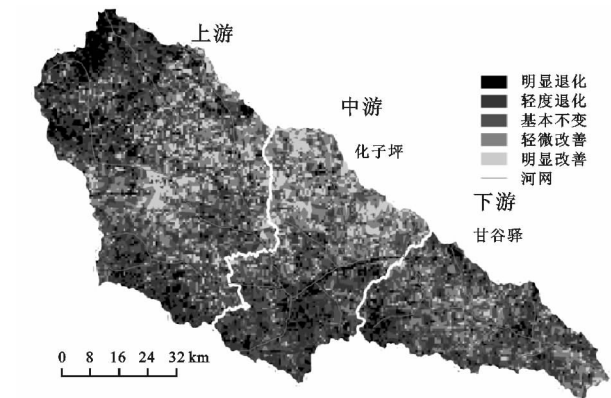 上游
中游
化子坪
下游
甘谷驿
明显退化
轻度退化
基本不变
轻微改善
明显改善
河网
0 8 16 24 32 km